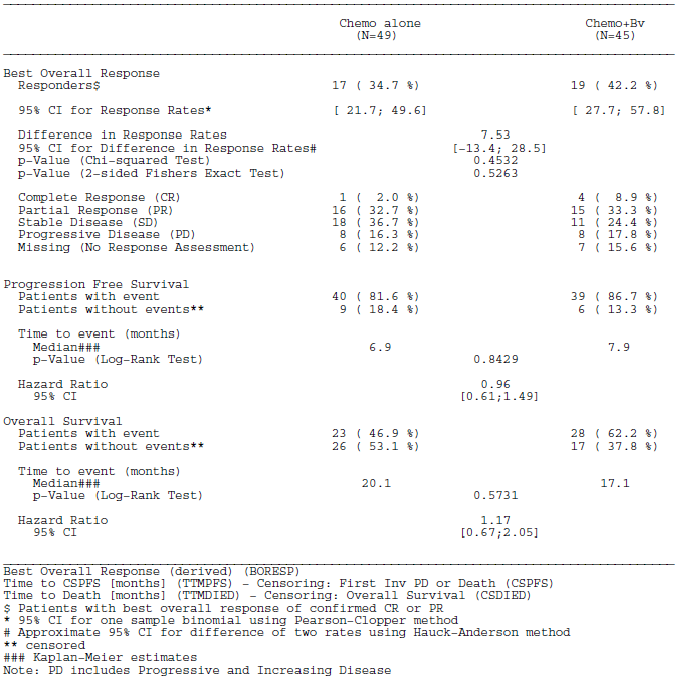 Chemo alone Chemo+Bv
(N=49) (N=45)
Best Overall Response
Responders$ 17 ( 34.7 %) 19 ( 42.2 %)
95% CI for Response Rates* [ 21.7; 49.6] [ 27.7; 57.8]
Difference in Response Rates 7.53
95% CI for Difference in Response Rates# [-13.4; 28.5]
p-Value (Chi-squared Test) 0.4532
p-Value (2-sided Fishers Exact Test) 0.5263
Complete Response (CR) 1 ( 2.0 %) 4 ( 8.9 %)
Partial Response (PR) 16 ( 32.7 %) 15 ( 33.3 %)
Stable Disease (SD) 18 ( 36.7 %) 11 ( 24.4 %)
Progressive Disease (PD) 8 ( 16.3 %) 8 ( 17.8 %)
Missing (No Response Assessment) 6 ( 12.2 %) 7 ( 15.6 %)
Progression Free Survival
Patients with event 40 ( 81.6 %) 39 ( 86.7 %)
Patients without events** 9 ( 18.4 %) 6 ( 13.3 %)
Time to event (months)
Median### 6.9 7.9
p-Value (Log-Rank Test) 0.8429
Hazard Ratio 0.96
95% CI [0.61;1.49]
Overall Survival
Patients with event 23 ( 46.9 %) 28 ( 62.2 %)
Patients without events** 26 ( 53.1 %) 17 ( 37.8 %)
Time to event (months)
Median### 20.1 17.1
p-Value (Log-Rank Test) 0.5731
Hazard Ratio 1.17
95% CI [0.67;2.05]
Best Overall Response (derived) (BORESP)
Time to CSPFS [months] (TTMPFS) - Censoring: First Inv PD or Death (CSPFS)
Time to Death [months] (TTMDIED) - Censoring: Overall Survival (CSDIED)
$ Patients with best overall response of confirmed CR or PR
* 95% CI for one sample binomial using Pearson-Clopper method
# Approximate 95% CI for difference of two rates using Hauck-Anderson method
** censored
### Kaplan-Meier estimates
Note: PD includes Progressive and Increasing Disease